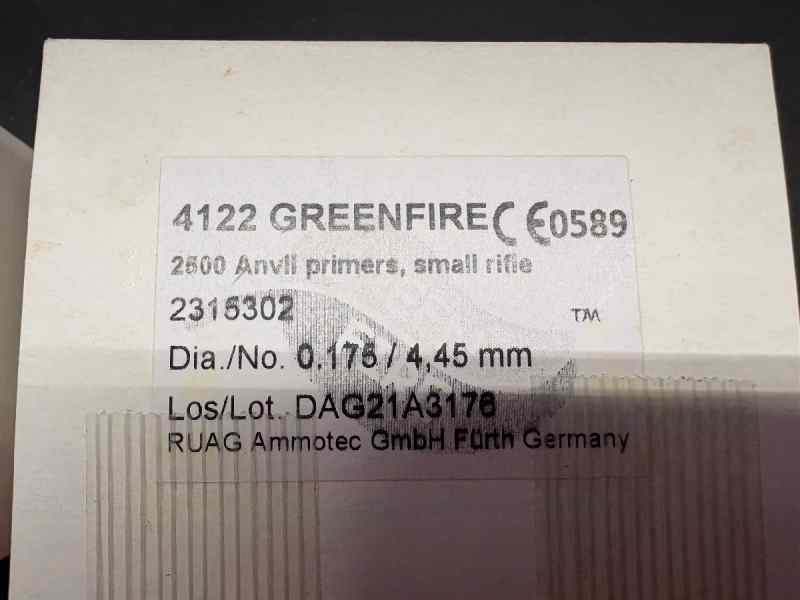 4122 GREENFIRE CE0589
2500 Anvil primers, small rifle
2315302
TM
Dia./No. 0.175 / 4,45 mm
Los/Lot. DAG21A3176
RUAG Ammotec GmbH Fürth Germany